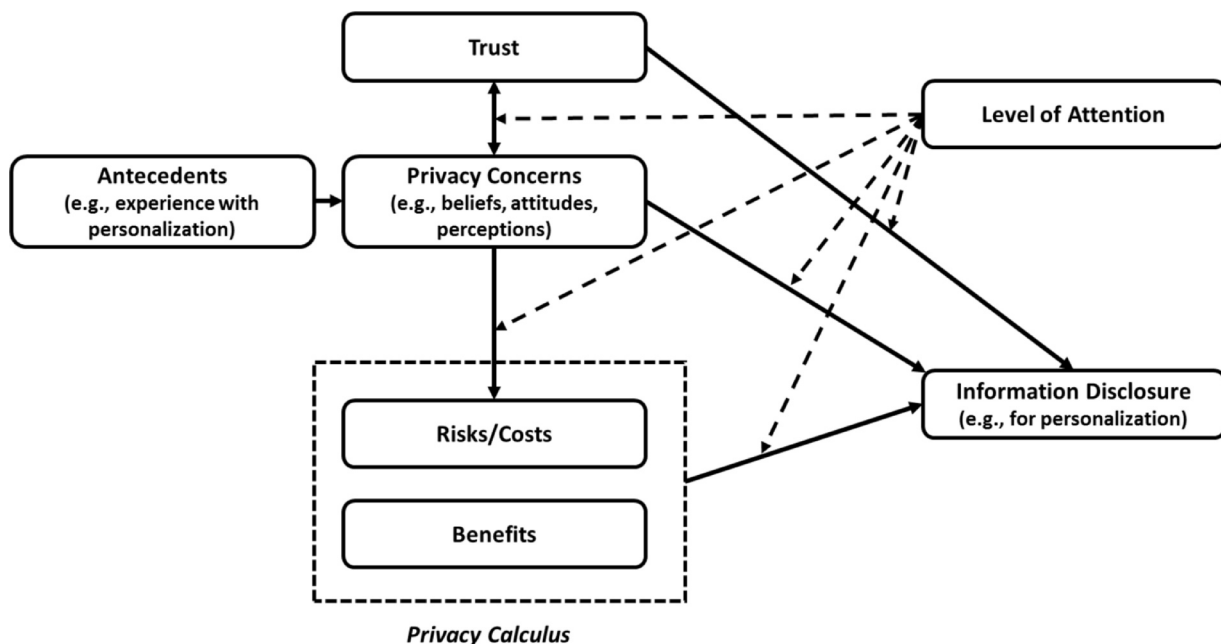 Trust
Level of Attention
Antecedents
(e.g., experience with
personalization)
Privacy Concerns
(e.g., beliefs, attitudes,
perceptions)
Information Disclosure
(e.g., for personalization)
Risks/Costs
Benefits
Privacy Calculus